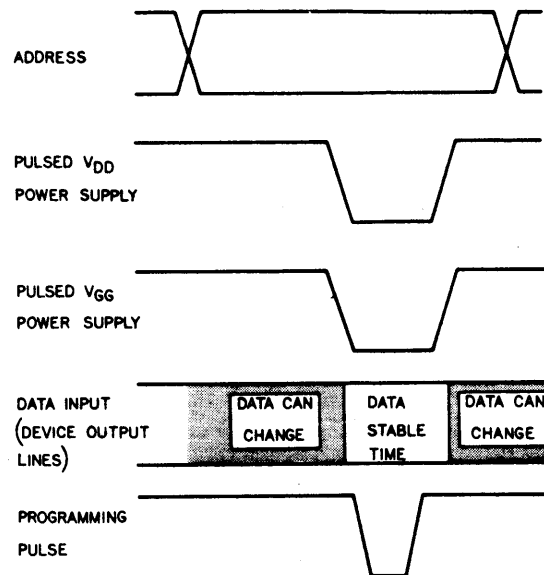 ADDRESS
PULSED VDD
POWER SUPPLY
PULSED VGG
POWER SUPPLY
DATA INPUT
(DEVICE OUTPUT
LINES)
DATA CAN
CHANGE
DATA
STABLE
TIME
DATA CAN
CHANGE
PROGRAMMING
PULSE